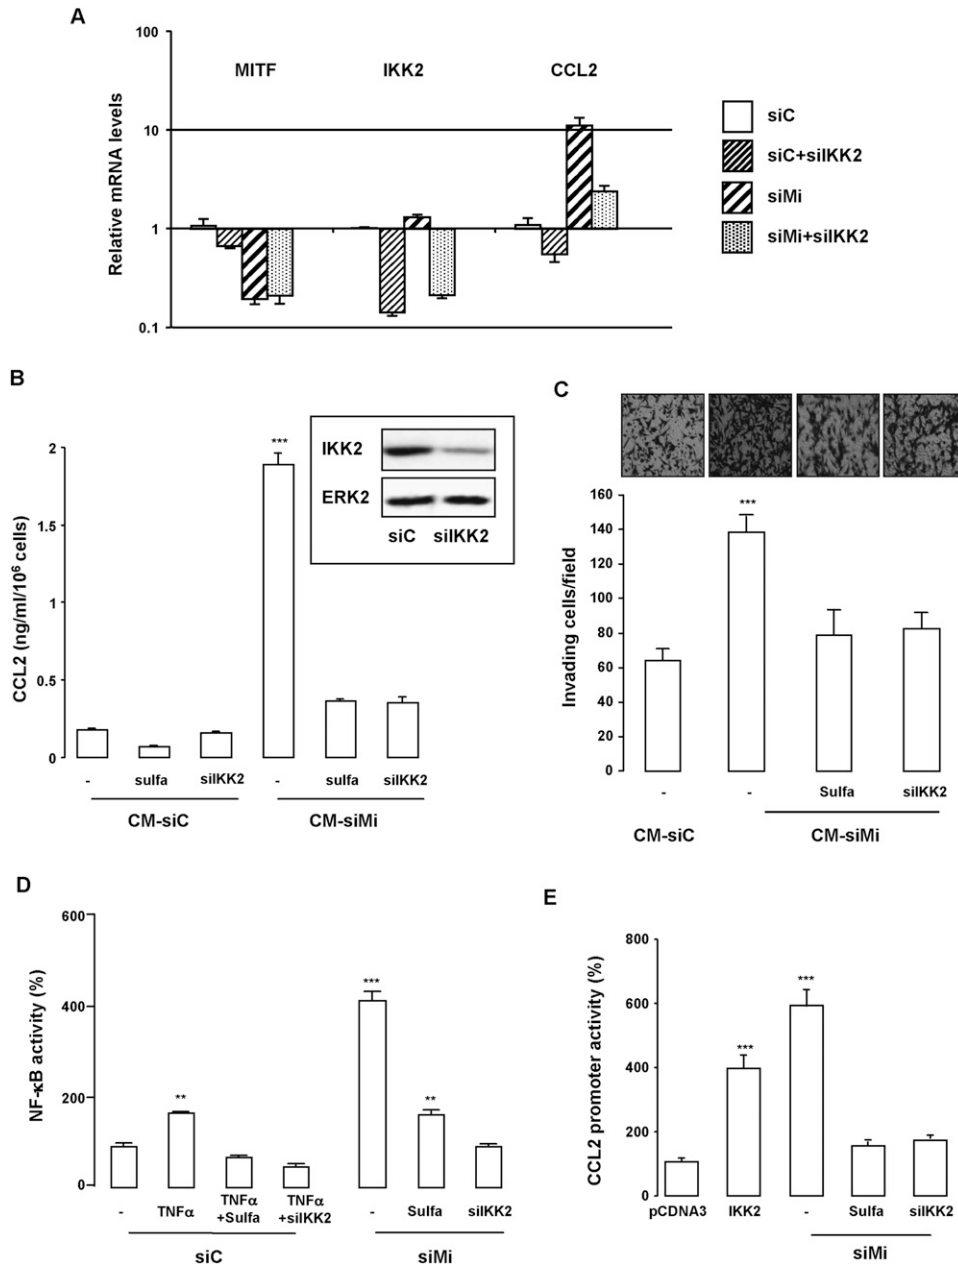 A
100
10
1
0.1
Relative mRNA levels
MITF IKK2 CCL2
siC
siC+siIKK2
siMi
siMi+siIKK2
B
2
1.5
1
0.5
0
CCL2 (ng/ml/10⁶ cells)
***
IKK2
ERK2
siC siIKK2
- sulfa siIKK2 - sulfa siIKK2
CM-siC CM-siMi
C
160
140
120
100
80
60
40
20
0
Invading cells/field
***
- - Sulfa siIKK2
CM-siC CM-siMi
D
600
400
200
0
NF-κB activity (%)
**
***
**
- TNFα TNFα +Sulfa TNFα +siIKK2 - Sulfa siIKK2
siC siMi
E
800
600
400
200
0
CCL2 promoter activity (%)
***
***
pCDNA3 IKK2 - Sulfa siIKK2
siMi